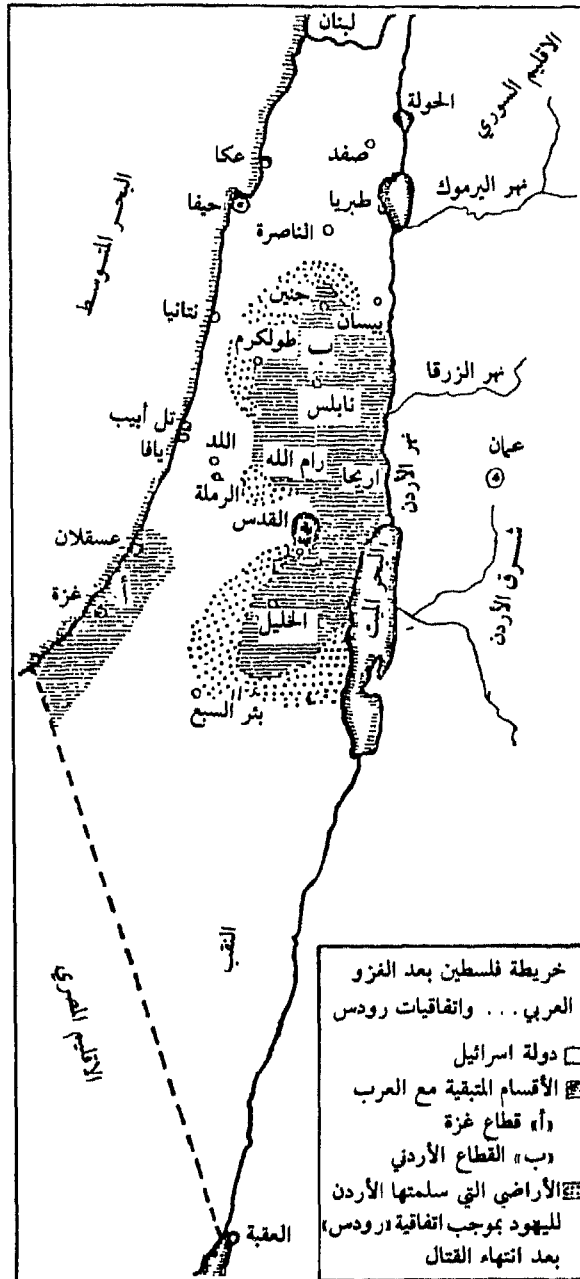 لبنان
الاقليم السوري
الحولة
صفد
عكا
نهر اليرموك
طبريا
حيفا
البحر المتوسط
الناصرة
جنين
نتانيا
بيسان
طولكرم
ب
نهر الزرقا
نابلس
تل أبيب
يافا
اللد
رام الله
اريحا
نهر الأردن
عمان
الرملة
القدس
عسقلان
البحر الميت
شرق الأردن
غزة
أ
الخليل
بئر السبع
النقب
الاقليم المصري
العقبة
خريطة فلسطين بعد الغزو
العربي ... واتفاقيات رودس
دولة اسرائيل
الأقسام المتبقية مع العرب
«أ» قطاع غزة
«ب» القطاع الأردني
الأراضي التي سلمتها الأردن
لليهود بموجب اتفاقية «رودس»
بعد انتهاء القتال